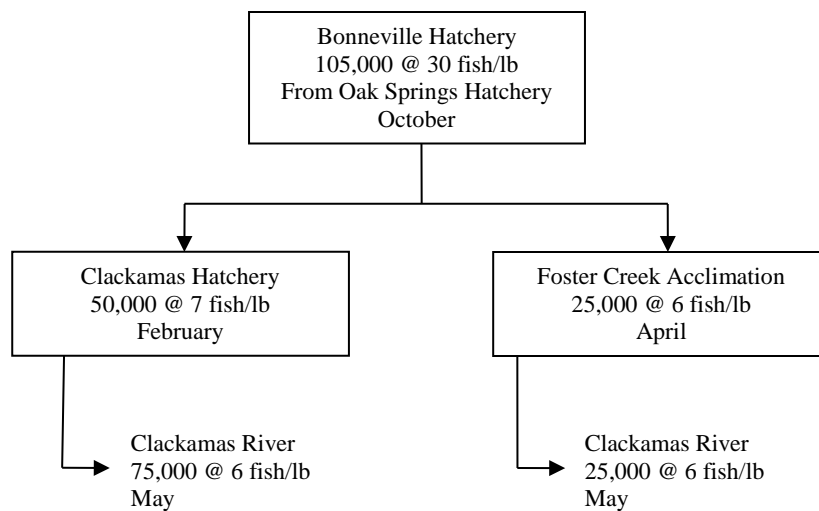 Bonneville Hatchery
105,000 @ 30 fish/lb
From Oak Springs Hatchery
October
Clackamas Hatchery
50,000 @ 7 fish/lb
February
Foster Creek Acclimation
25,000 @ 6 fish/lb
April
Clackamas River
75,000 @ 6 fish/lb
May
Clackamas River
25,000 @ 6 fish/lb
May